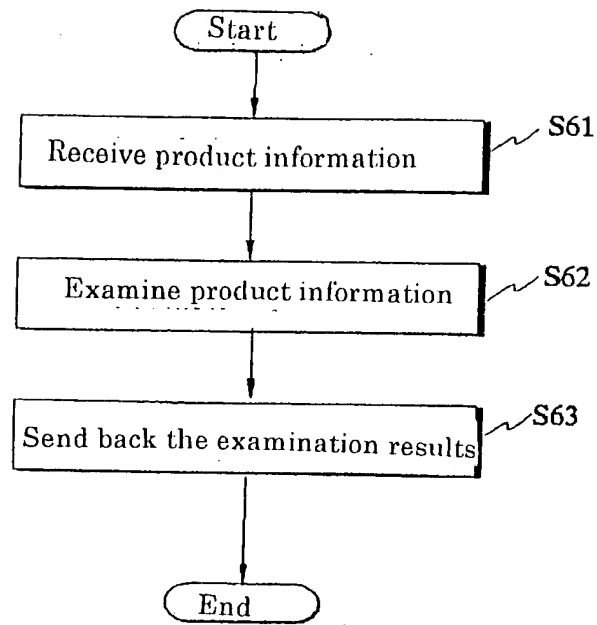 Start
Receive product information
S61
Examine product information
S62
Send back the examination results
S63
End